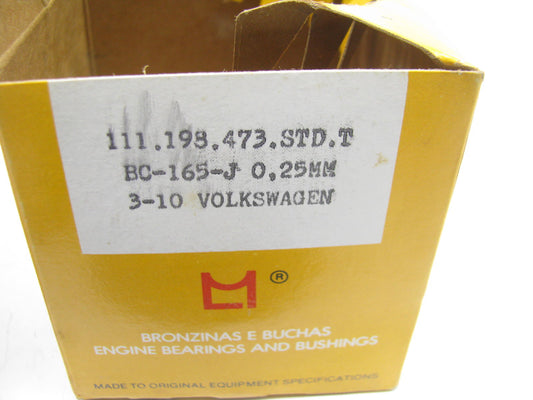 111.198.473.STD.T
BC-165-J 0,25MM
3-10 VOLKSWAGEN
®
BRONZINAS E BUCHAS
ENGINE BEARINGS AND BUSHINGS
MADE TO ORIGINAL EQUIPMENT SPECIFICATIONS